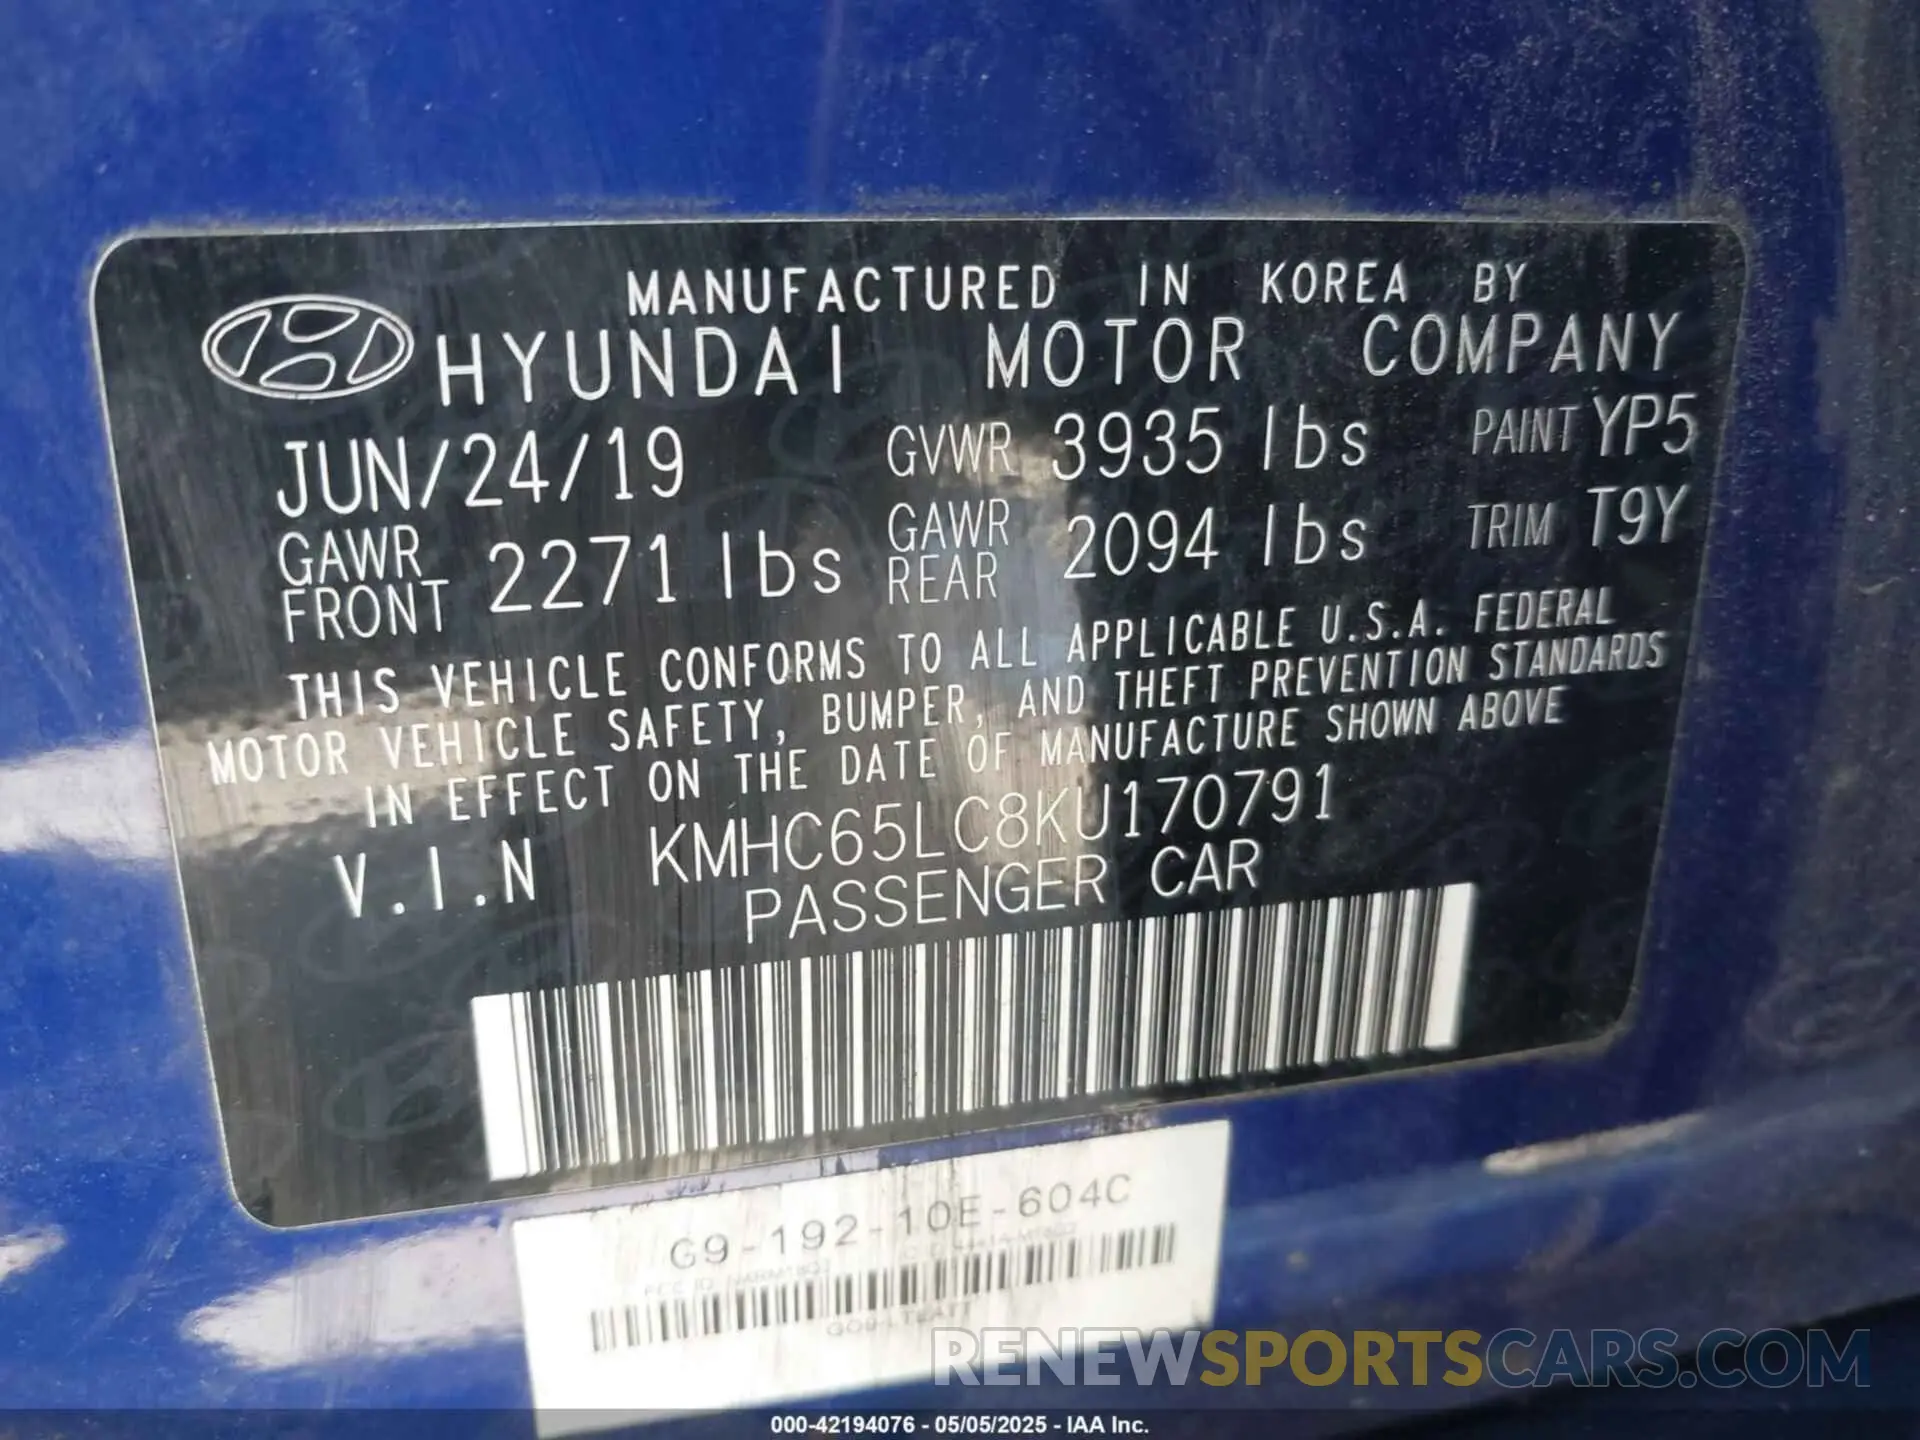 MANUFACTURED IN KOREA BY
HYUNDAI MOTOR COMPANY
JUN/24/19 GVWR 3935 lbs PAINT YP5
GAWR FRONT 2271 lbs GAWR REAR 2094 lbs TRIM T9Y
THIS VEHICLE CONFORMS TO ALL APPLICABLE U.S.A. FEDERAL
MOTOR VEHICLE SAFETY, BUMPER, AND THEFT PREVENTION STANDARDS
IN EFFECT ON THE DATE OF MANUFACTURE SHOWN ABOVE
V.I.N KMHC65LC8KU170791
PASSENGER CAR
G9-192-10E-604C
RENEWSPORTSCARS.COM
000-42194076 - 05/05/2025 - IAA Inc.